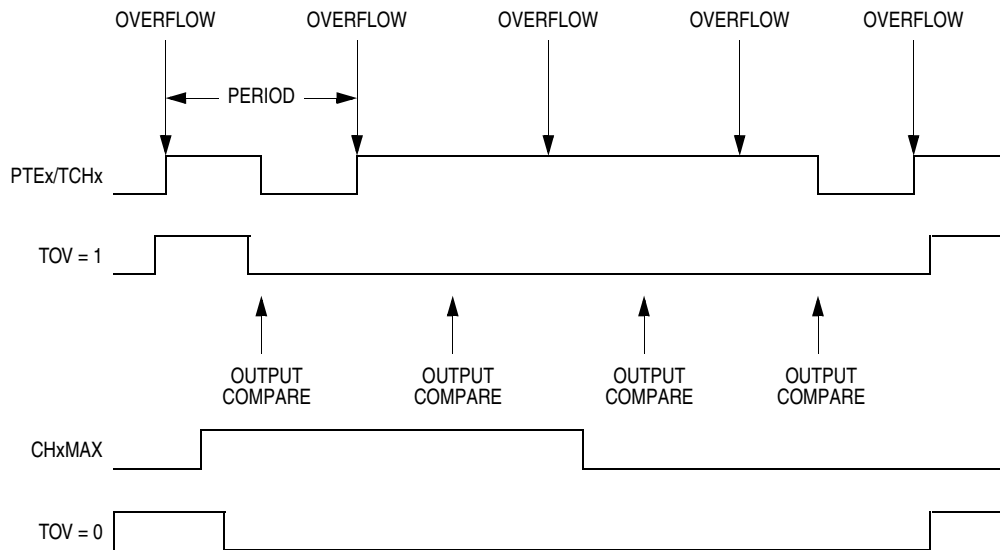 OVERFLOW OVERFLOW OVERFLOW OVERFLOW OVERFLOW
PERIOD
PTEx/TCHx
TOV = 1
OUTPUT COMPARE
OUTPUT COMPARE
OUTPUT COMPARE
OUTPUT COMPARE
CHxMAX
TOV = 0